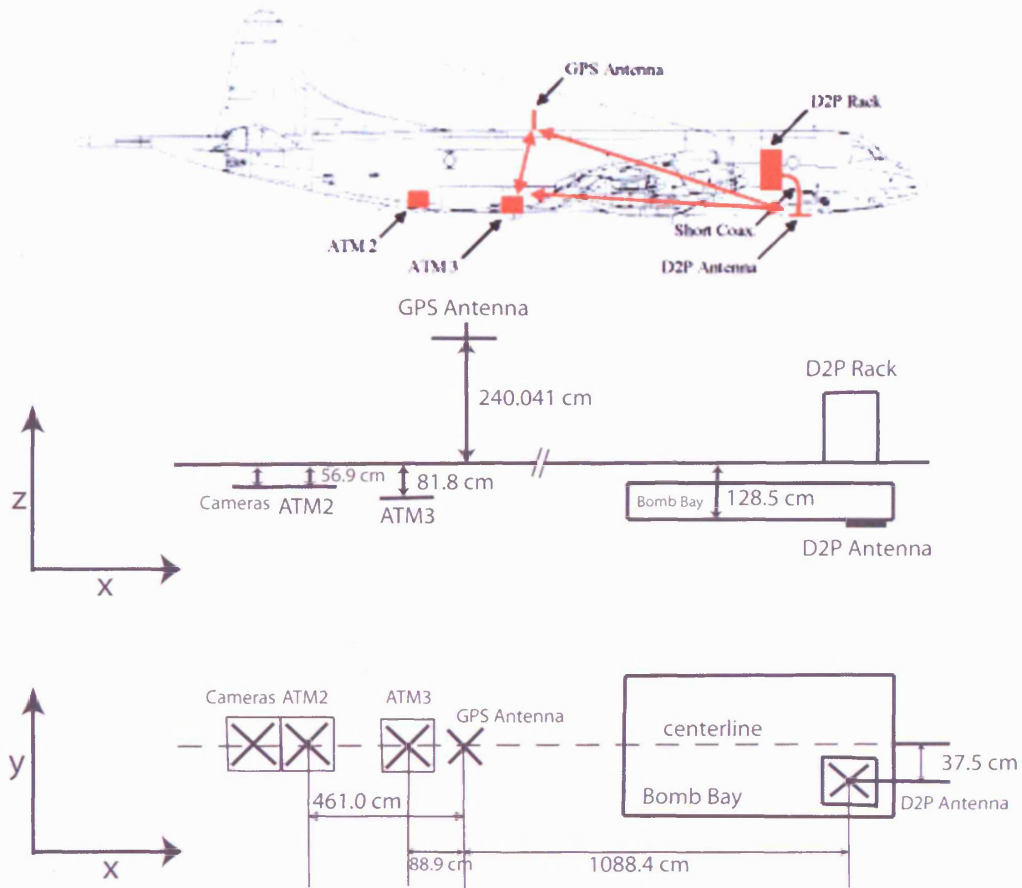 GPS Antenna
D2P Rack
Short Coax.
ATM 2
ATM 3
D2P Antenna
GPS Antenna
240.041 cm
D2P Rack
56.9 cm
81.8 cm
Cameras ATM2
ATM3
Bomb Bay
128.5 cm
D2P Antenna
z
x
Cameras ATM2
ATM3
GPS Antenna
centerline
37.5 cm
461.0 cm
Bomb Bay
D2P Antenna
88.9 cm
1088.4 cm
y
x